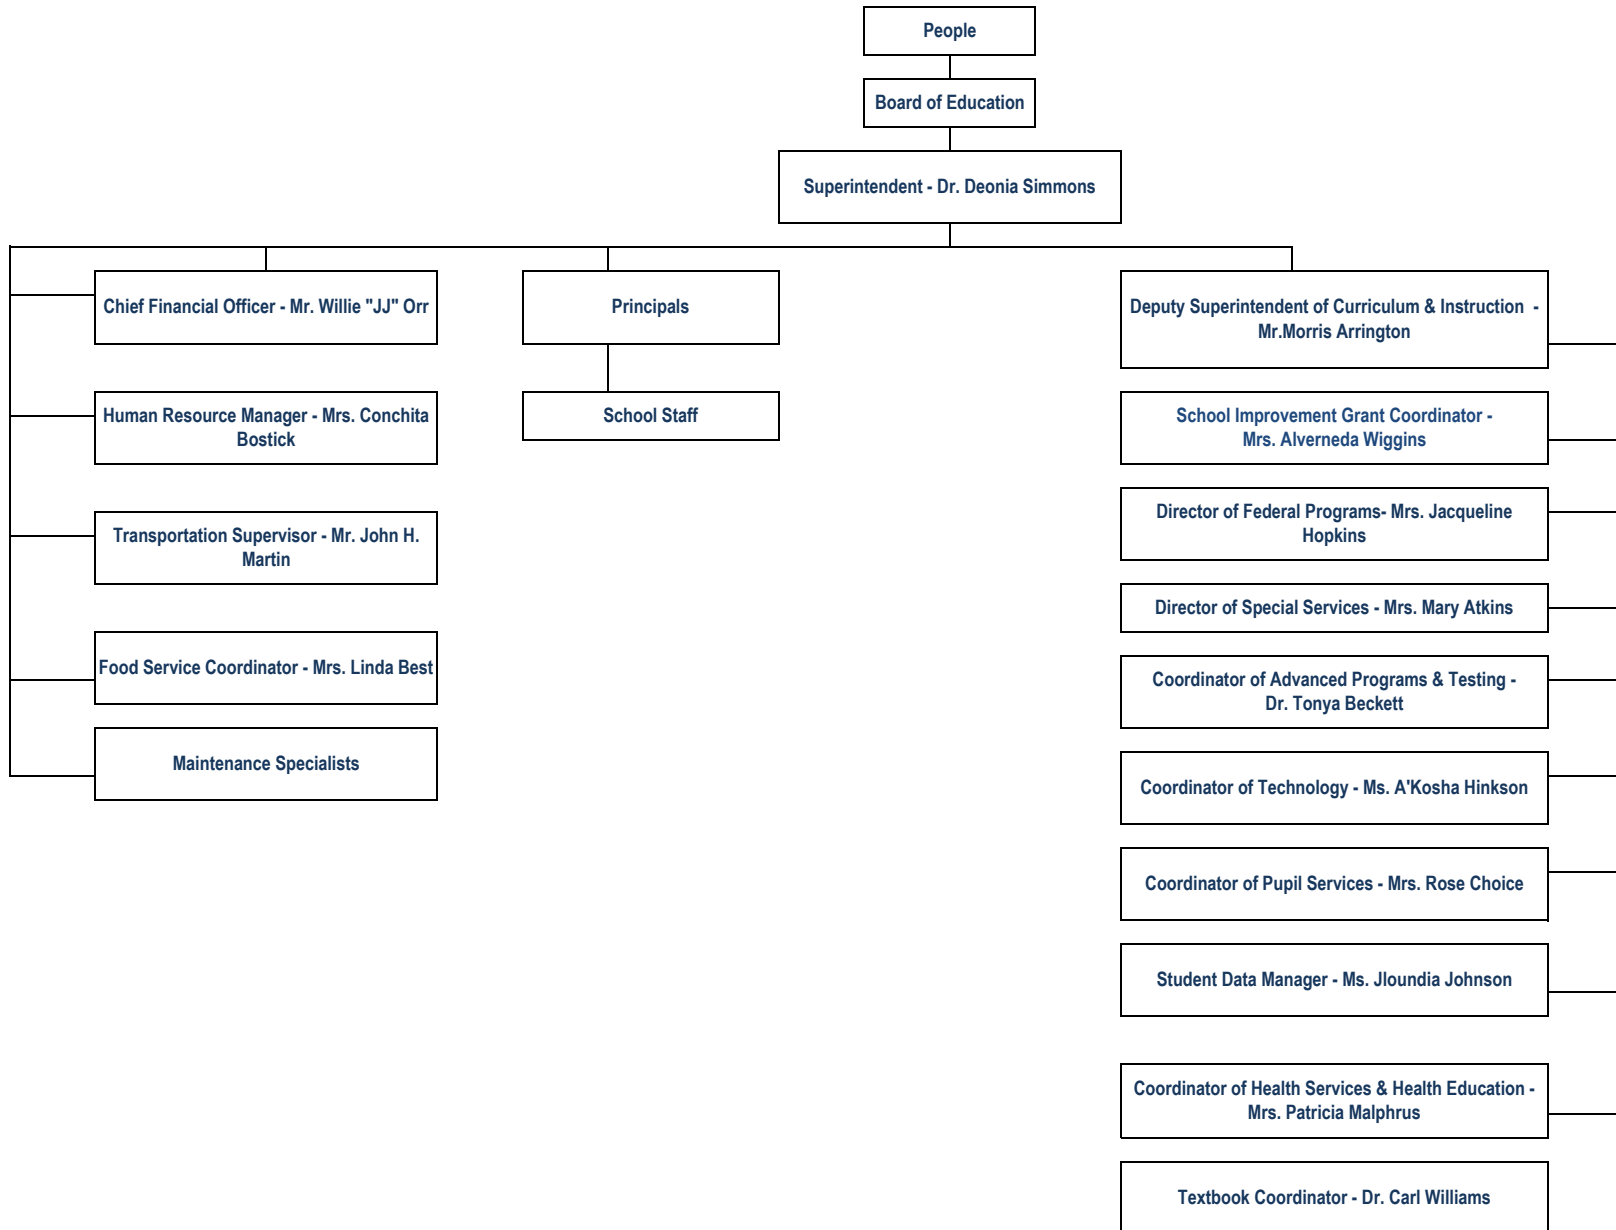 People
Board of Education
Superintendent - Dr. Deonia Simmons
Chief Financial Officer - Mr. Willie "JJ" Orr
Human Resource Manager - Mrs. Conchita
Bostick
Transportation Supervisor - Mr. John H.
Martin
Food Service Coordinator - Mrs. Linda Best
Maintenance Specialists
Principals
School Staff
Deputy Superintendent of Curriculum & Instruction  -
Mr.Morris Arrington
School Improvement Grant Coordinator -
Mrs. Alverneda Wiggins
Director of Federal Programs- Mrs. Jacqueline
Hopkins
Director of Special Services - Mrs. Mary Atkins
Coordinator of Advanced Programs & Testing -
Dr. Tonya Beckett
Coordinator of Technology - Ms. A'Kosha Hinkson
Coordinator of Pupil Services - Mrs. Rose Choice
Student Data Manager - Ms. Jloundia Johnson
Coordinator of Health Services & Health Education -
Mrs. Patricia Malphrus
Textbook Coordinator - Dr. Carl Williams